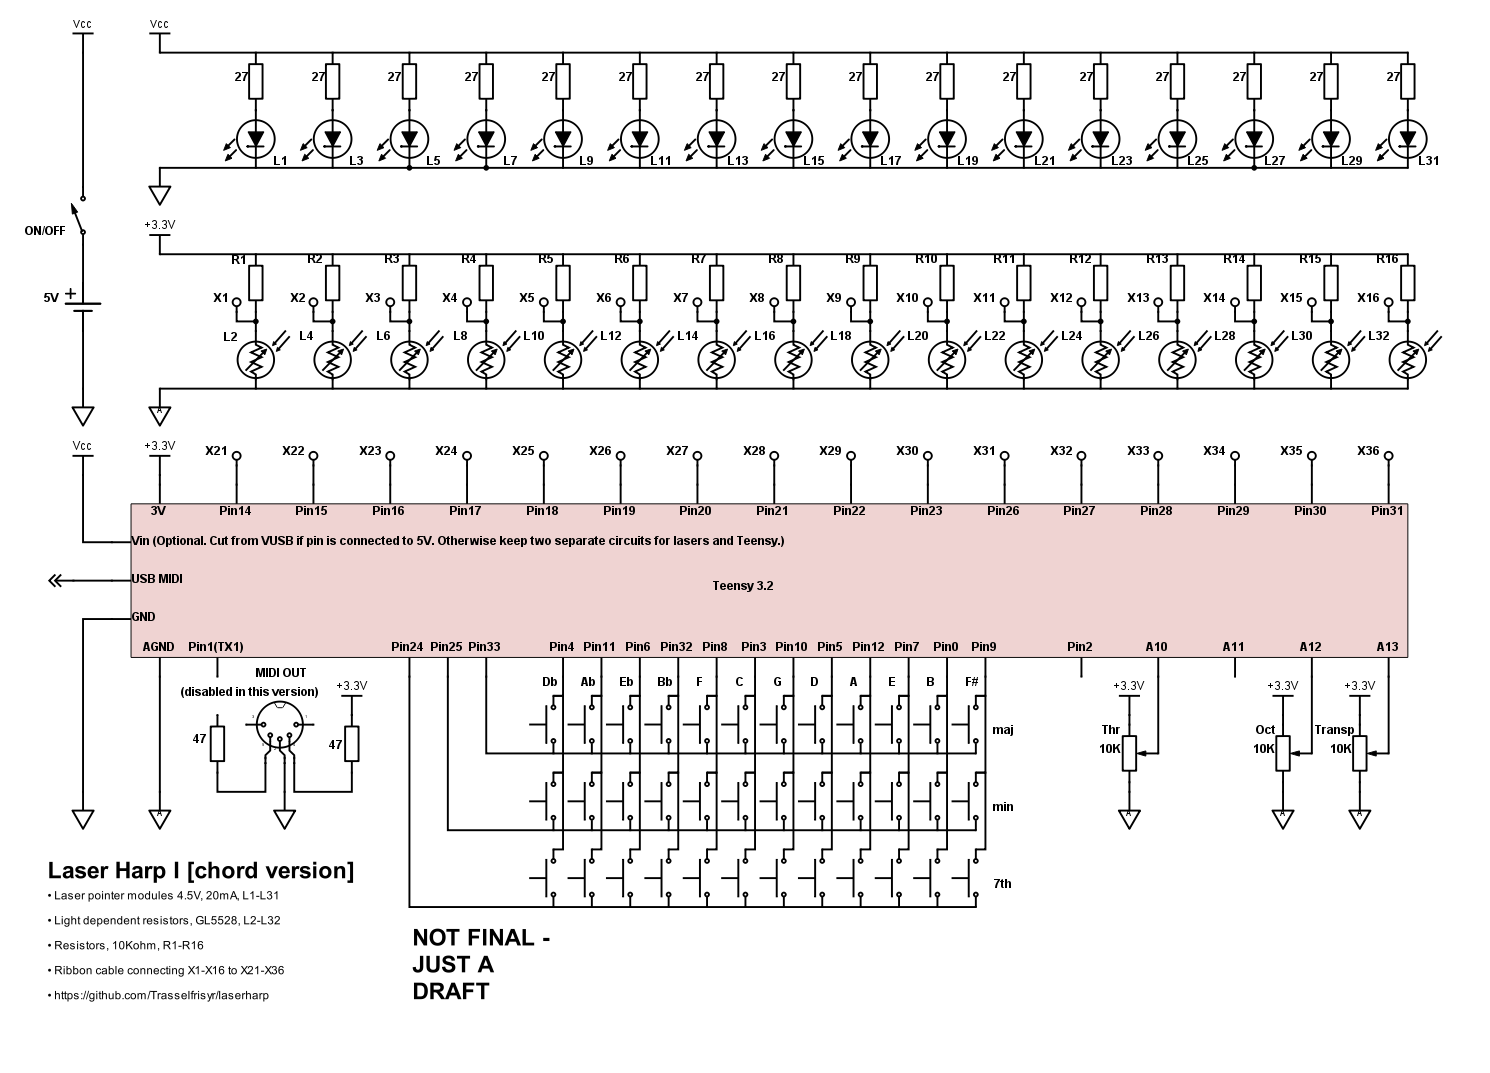 Vcc Vcc
27 27 27 27 27 27 27 27 27 27 27 27 27 27 27 27
L1 L3 L5 L7 L9 L11 L13 L15 L17 L19 L21 L23 L25 L27 L29 L31
+3.3V
ON/OFF
R1 R2 R3 R4 R5 R6 R7 R8 R9 R10 R11 R12 R13 R14 R15 R16
5V +
X1 X2 X3 X4 X5 X6 X7 X8 X9 X10 X11 X12 X13 X14 X15 X16
L2 L4 L6 L8 L10 L12 L14 L16 L18 L20 L22 L24 L26 L28 L30 L32
A
Vcc +3.3V
X21 X22 X23 X24 X25 X26 X27 X28 X29 X30 X31 X32 X33 X34 X35 X36
3V Pin14 Pin15 Pin16 Pin17 Pin18 Pin19 Pin20 Pin21 Pin22 Pin23 Pin26 Pin27 Pin28 Pin29 Pin30 Pin31
Vin (Optional. Cut from VUSB if pin is connected to 5V. Otherwise keep two separate circuits for lasers and Teensy.)
USB MIDI
Teensy 3.2
GND
AGND Pin1(TX1) Pin24 Pin25 Pin33 Pin4 Pin11 Pin6 Pin32 Pin8 Pin3 Pin10 Pin5 Pin12 Pin7 Pin0 Pin9 Pin2 A10 A11 A12 A13
MIDI OUT
(disabled in this version)
+3.3V
Db Ab Eb Bb F C G D A E B F#
+3.3V +3.3V +3.3V
47 47
maj
Thr Oct Transp
10K 10K 10K
min
A A A A
7th
Laser Harp I [chord version]
• Laser pointer modules 4.5V, 20mA, L1-L31
• Light dependent resistors, GL5528, L2-L32
• Resistors, 10Kohm, R1-R16
• Ribbon cable connecting X1-X16 to X21-X36
• https://github.com/Trasselfrisyr/laserharp
NOT FINAL -
JUST A
DRAFT